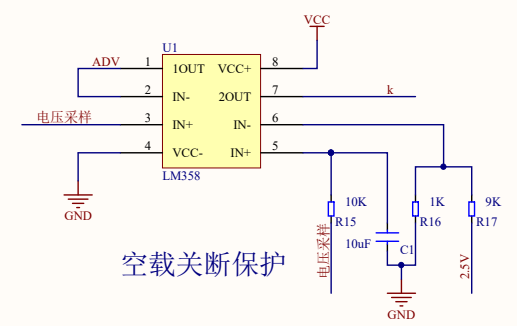 VCC
U1
ADV 1 1OUT VCC+ 8
2 IN- 2OUT 7 k
电压采样 3 IN+ IN- 6
4 VCC- IN+ 5
LM358
GND
10K 1K 9K
R15 R16 R17
10uF C1
电压采样
2.5V
空载关断保护
GND